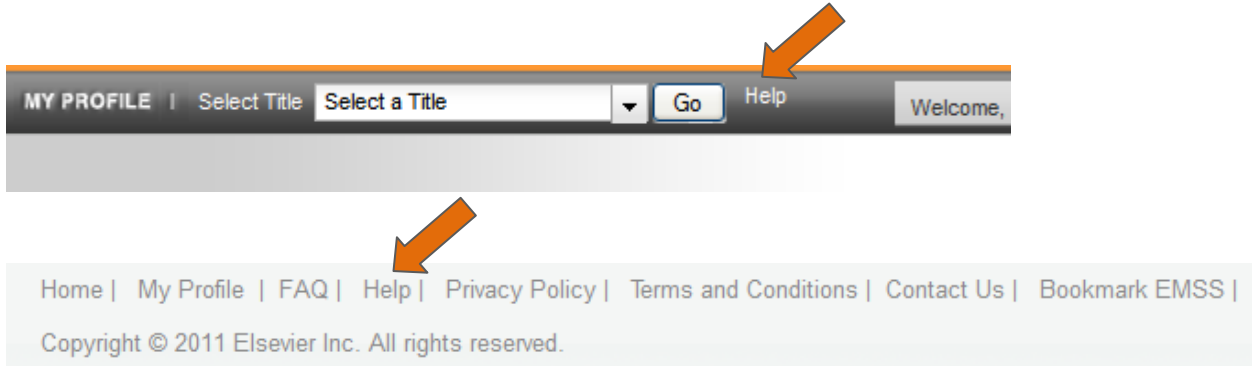 MY PROFILE | Select Title Select a Title Go Help Welcome,
Home | My Profile | FAQ | Help | Privacy Policy | Terms and Conditions | Contact Us | Bookmark EMSS |
Copyright © 2011 Elsevier Inc. All rights reserved.